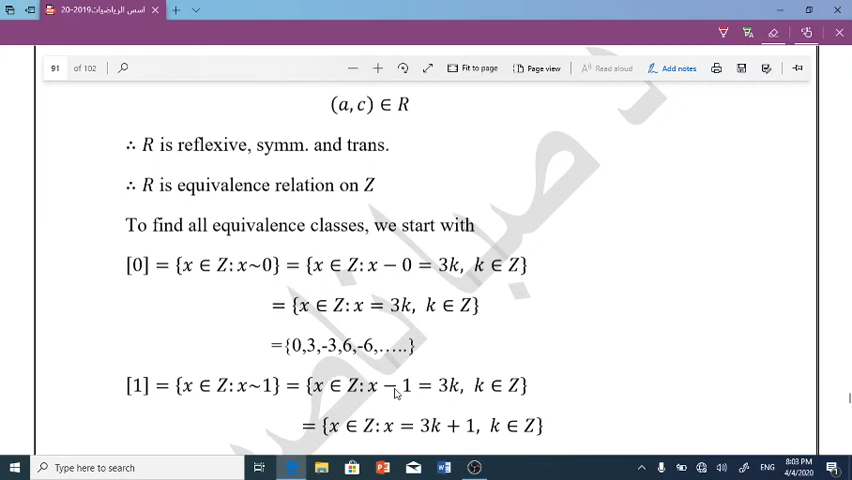 اسس الرياضيات2019-20
91 of 102
Fit to page
Page view
Read aloud
Add notes
(a, c) ∈ R
∴ R is reflexive, symm. and trans.
∴ R is equivalence relation on Z
To find all equivalence classes, we start with
[0] = {x ∈ Z: x~0} = {x ∈ Z: x − 0 = 3k, k ∈ Z}
= {x ∈ Z: x = 3k, k ∈ Z}
={0,3,-3,6,-6,…..}
[1] = {x ∈ Z: x~1} = {x ∈ Z: x − 1 = 3k, k ∈ Z}
= {x ∈ Z: x = 3k + 1, k ∈ Z}
Type here to search
ENG
8:03 PM
4/4/2020